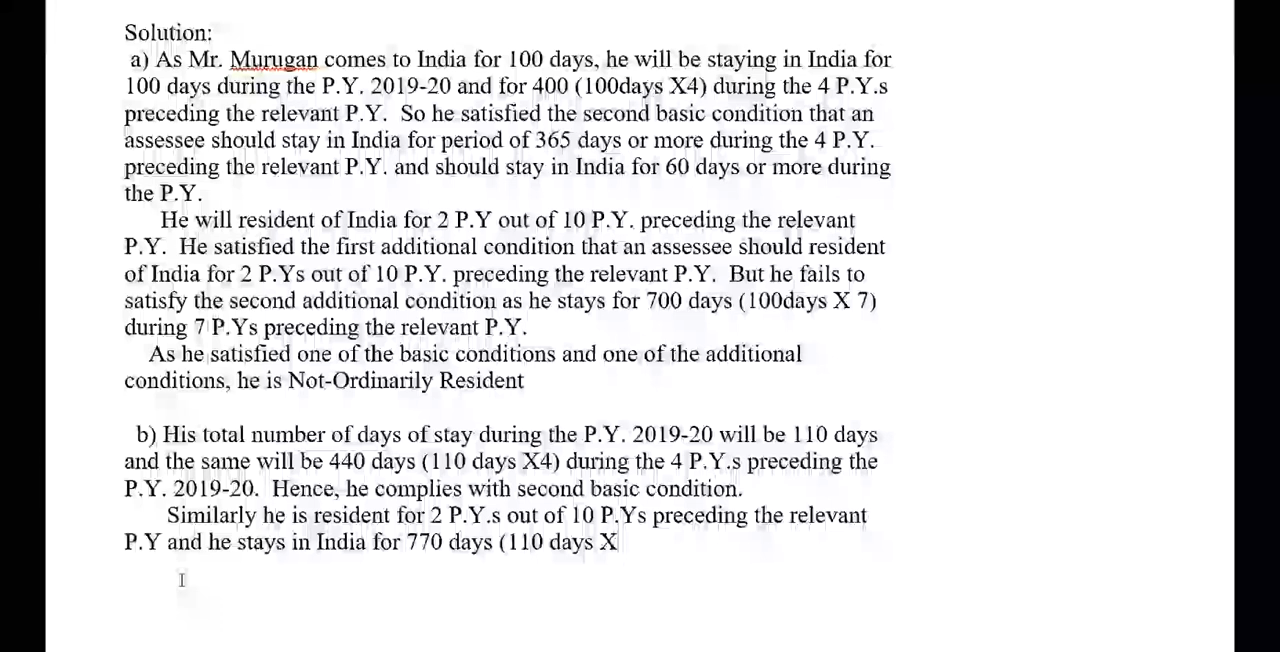 Solution:
a) As Mr. Murugan comes to India for 100 days, he will be staying in India for
100 days during the P.Y. 2019-20 and for 400 (100days X4) during the 4 P.Y.s
preceding the relevant P.Y. So he satisfied the second basic condition that an
assessee should stay in India for period of 365 days or more during the 4 P.Y.
preceding the relevant P.Y. and should stay in India for 60 days or more during
the P.Y.
He will resident of India for 2 P.Y out of 10 P.Y. preceding the relevant
P.Y. He satisfied the first additional condition that an assessee should resident
of India for 2 P.Ys out of 10 P.Y. preceding the relevant P.Y. But he fails to
satisfy the second additional condition as he stays for 700 days (100days X 7)
during 7 P.Ys preceding the relevant P.Y.
As he satisfied one of the basic conditions and one of the additional
conditions, he is Not-Ordinarily Resident
b) His total number of days of stay during the P.Y. 2019-20 will be 110 days
and the same will be 440 days (110 days X4) during the 4 P.Y.s preceding the
P.Y. 2019-20. Hence, he complies with second basic condition.
Similarly he is resident for 2 P.Y.s out of 10 P.Ys preceding the relevant
P.Y and he stays in India for 770 days (110 days X